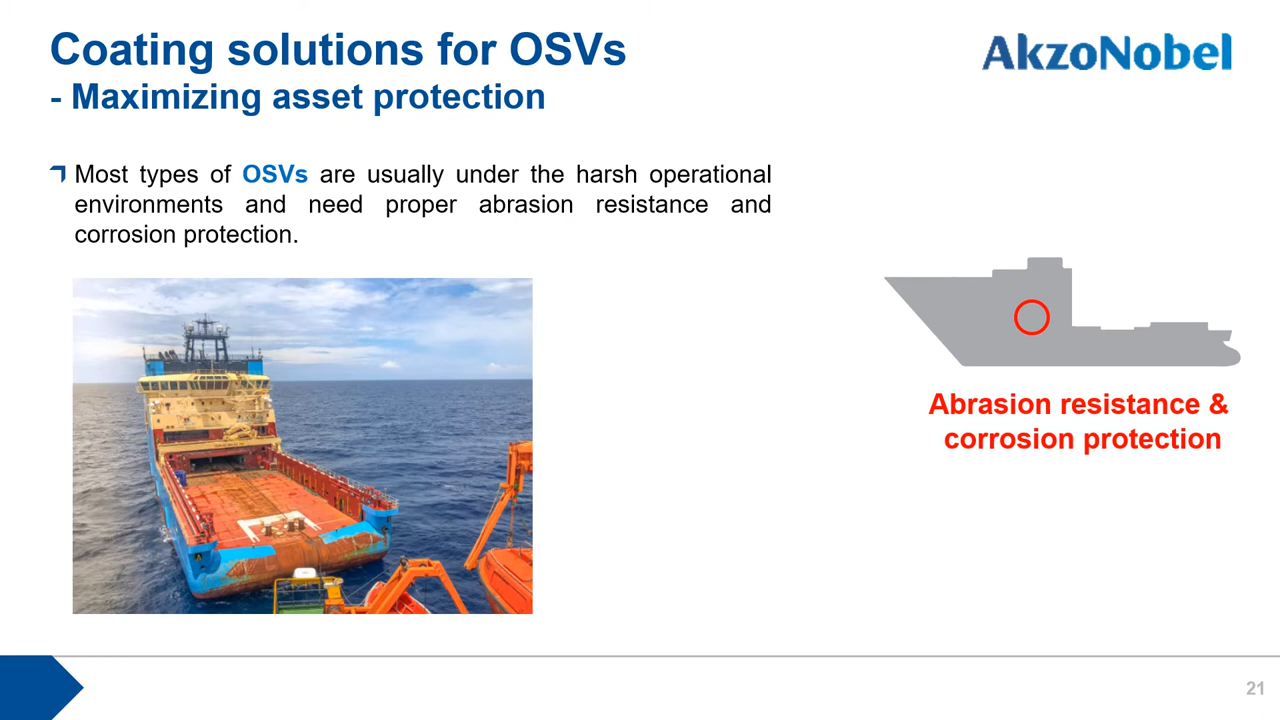 Coating solutions for OSVs
- Maximizing asset protection
AkzoNobel
Most types of OSVs are usually under the harsh operational
environments and need proper abrasion resistance and
corrosion protection.
Abrasion resistance &
corrosion protection
21